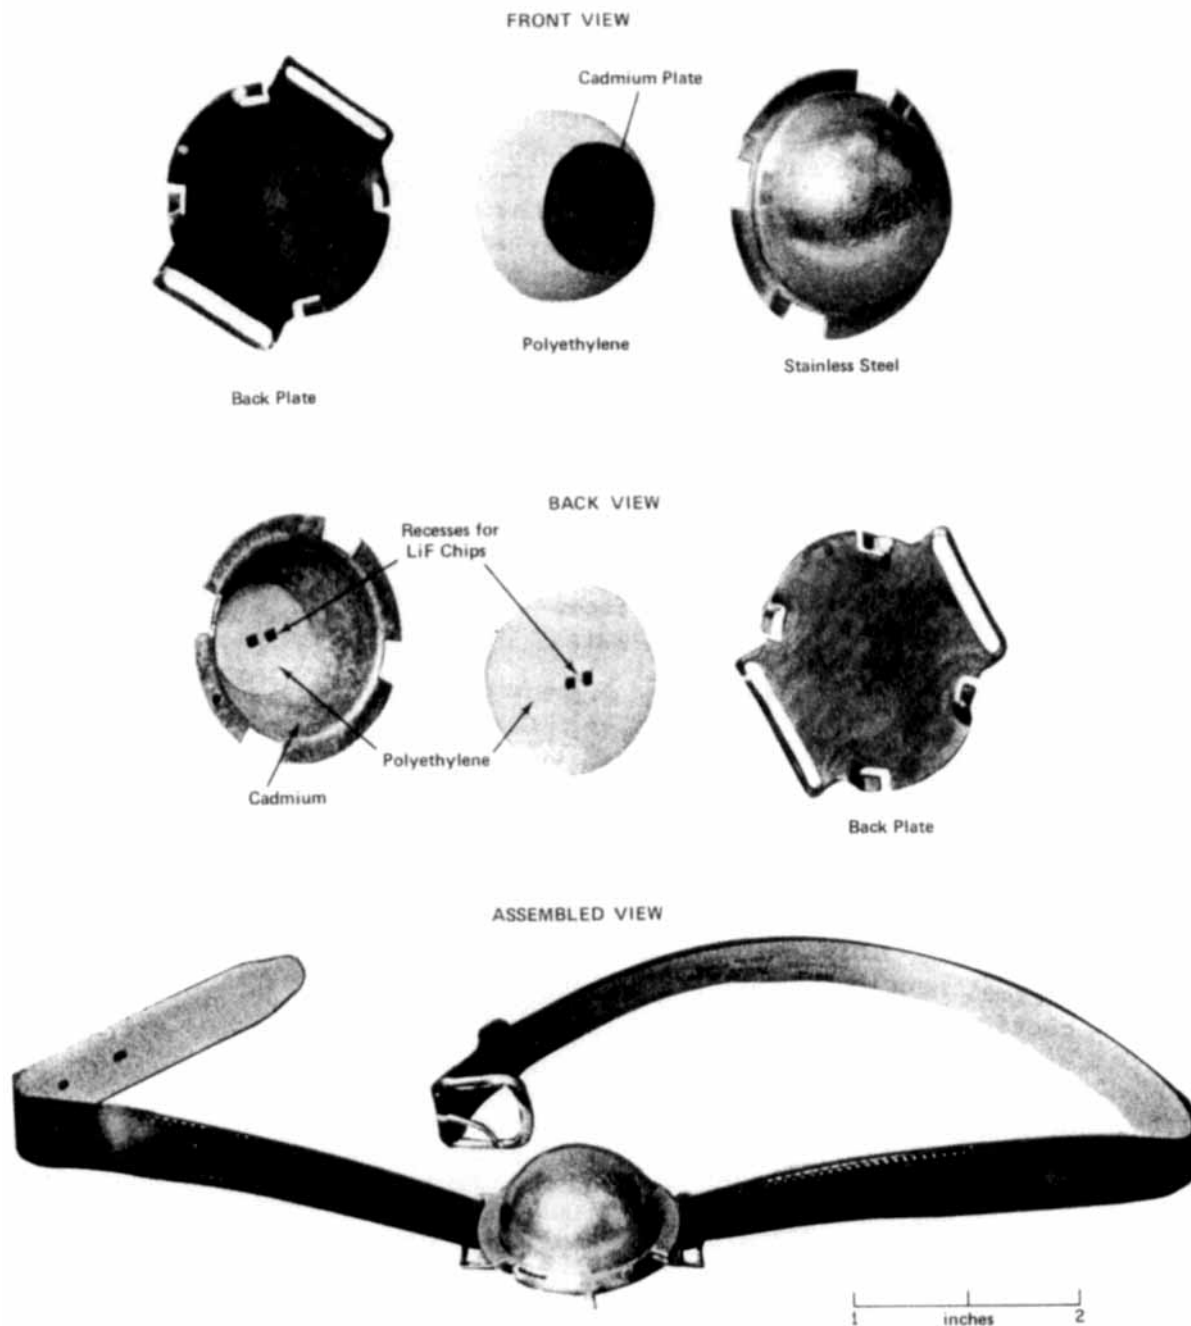 FRONT VIEW
Cadmium Plate
Polyethylene
Stainless Steel
Back Plate
BACK VIEW
Recesses for
LiF Chips
Polyethylene
Cadmium
Back Plate
ASSEMBLED VIEW
1 inches 2